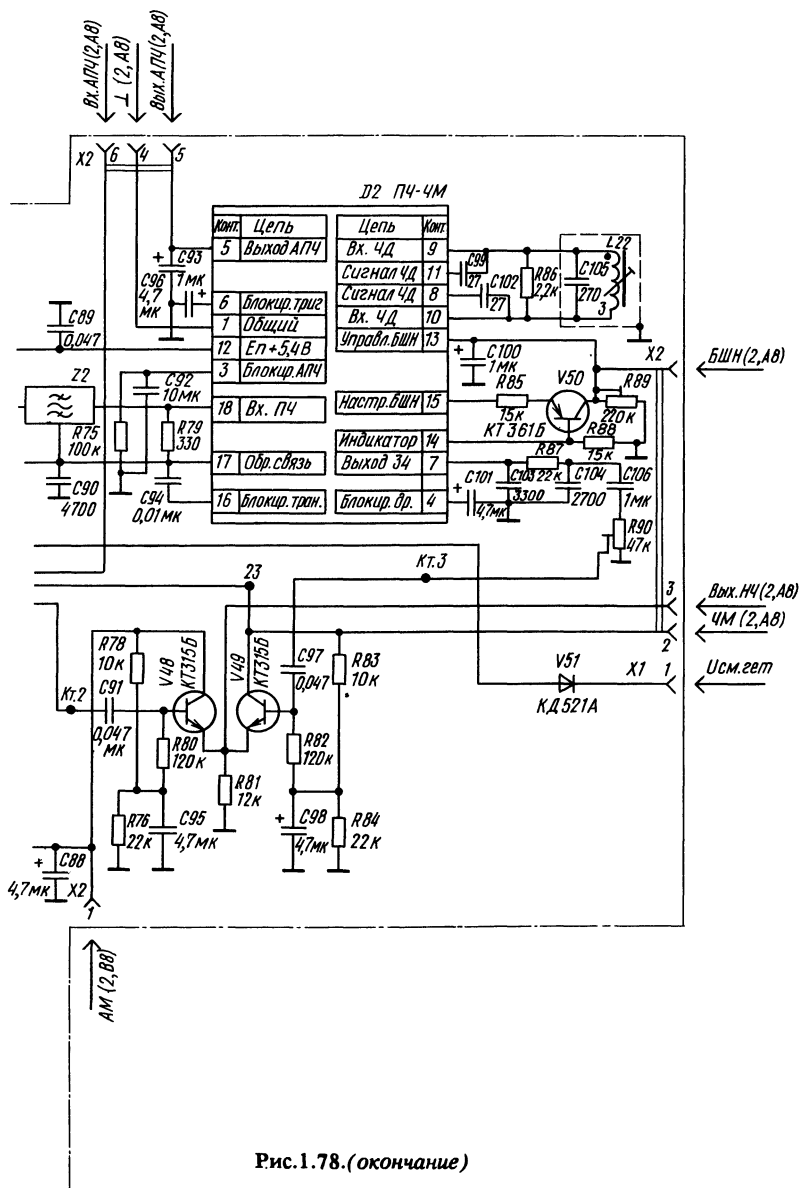 Вх.АПЧ(2,А8)
⊥ (2,А8)
Вых.АПЧ(2,А8)
X2 6 4 5
D2 ПЧ-ЧМ
Конт. Цепь
5 Выход АПЧ
6 Блокир.триг
1 Общий
12 Еп+5,4В
3 Блокир.АПЧ
18 Вх. ПЧ
17 Обр.связь
16 Блокир.тран.
Цепь Конт.
Вх. ЧД 9
Сигнал ЧД 11
Сигнал ЧД 8
Вх. ЧД 10
Управл.БШН 13
Настр.БШН 15
Индикатор 14
Выход ЗЧ 7
Блокир.др. 4
C93
1мк
C96
4,7
мк
C89
0,047
Z2
C92
10мк
R75
100к
R79
330
C90
4700
C94
0,01мк
C99
27
C102
27
R86
2,2к
C105
270
L22
3
C100
1мк
X2
БШН(2,А8)
R85
15к
V50
КТ361Б
R89
220к
R88
15к
R87
22к
C101
4,7мк
C103
3300
C104
2700
C106
1мк
R90
47к
Кт.3
23
3
Вых.НЧ(2,А8)
ЧМ(2,А8)
2
V51
КД521А
X1 1
Uсм.гет
R78
10к
V48
КТ315Б
V49
КТ315Б
C97
0,047
R83
10к
Кт.2
C91
0,047
мк
R80
120к
R82
120к
R81
12к
R76
22к
C95
4,7мк
C98
4,7мк
R84
22к
C88
4,7мк
X2
1
АМ(2,В8)
Рис.1.78.(окончание)